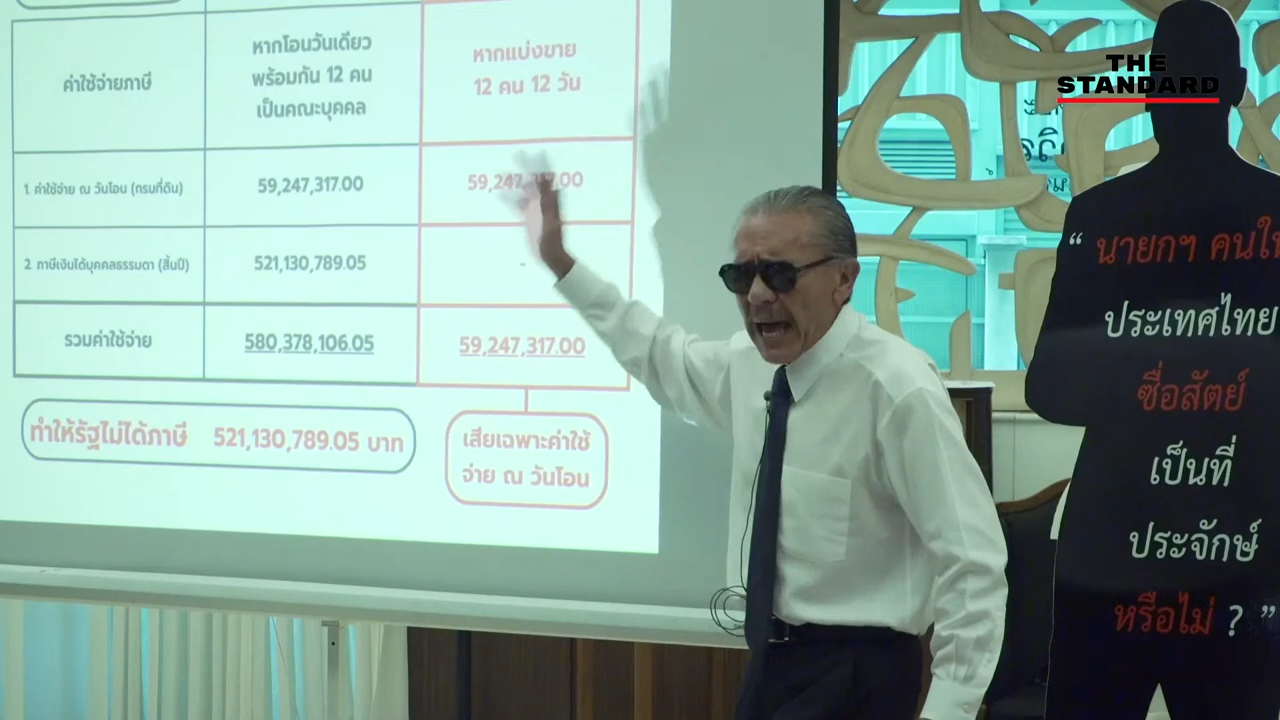 ค่าใช้จ่ายภาษี
หากโอนวันเดียว
พร้อมกัน 12 คน
เป็นคณะบุคคล
หากแบ่งขาย
12 คน 12 วัน
1. ค่าใช้จ่าย ณ วันโอน (กรมที่ดิน)
59,247,317.00
59,247,317.00
2. ภาษีเงินได้บุคคลธรรมดา (สิ้นปี)
521,130,789.05
-
รวมค่าใช้จ่าย
580,378,106.05
59,247,317.00
ทำให้รัฐไม่ได้ภาษี 521,130,789.05 บาท
เสียเฉพาะค่าใช้
จ่าย ณ วันโอน
THE
STANDARD
“ นายกฯ
ประเทศไทย
ซื่อสัตย์
เป็นที่
ประจักษ์
หรือไม่ ? ”